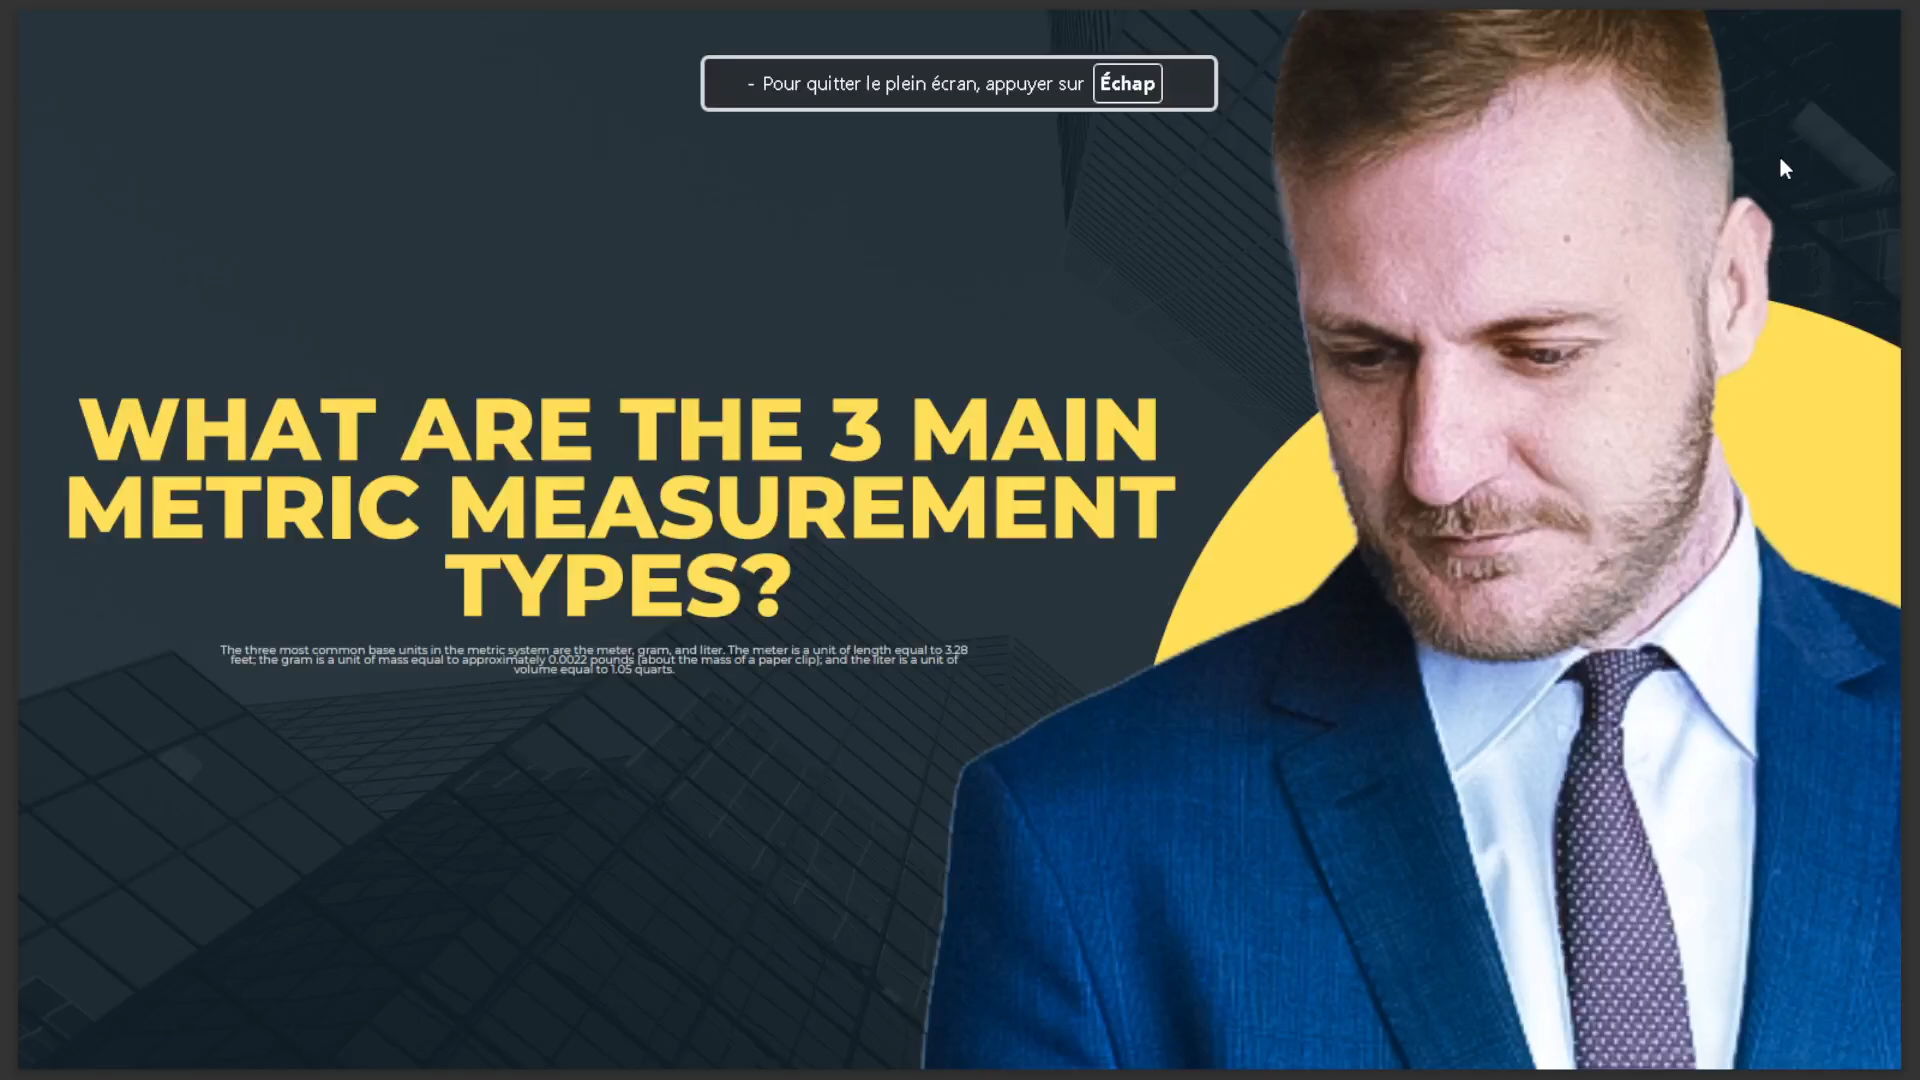 - Pour quitter le plein écran, appuyer sur Échap
WHAT ARE THE 3 MAIN
METRIC MEASUREMENT
TYPES?
The three most common base units in the metric system are the meter, gram, and liter. The meter is a unit of length equal to 3.28
feet; the gram is a unit of mass equal to approximately 0.0022 pounds (about the mass of a paper clip); and the liter is a unit of
volume equal to 1.05 quarts.